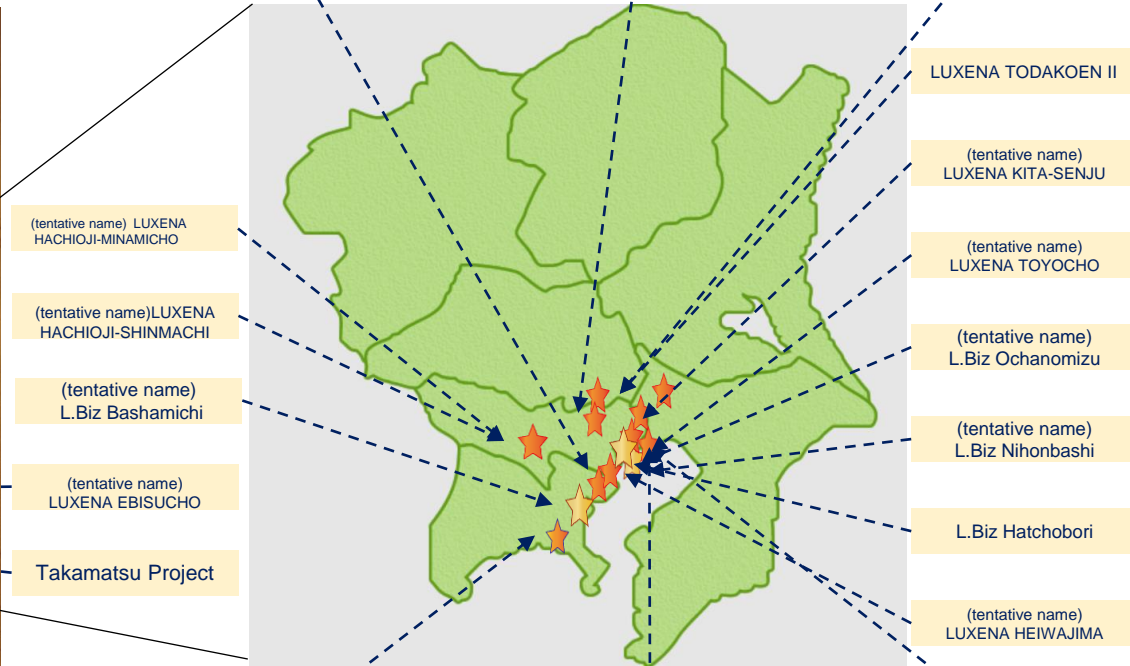 (tentative name) LUXENA
HACHIOJI-MINAMICHO
(tentative name)LUXENA
HACHIOJI-SHINMACHI
(tentative name)
L.Biz Bashamichi
(tentative name)
LUXENA EBISUCHO
Takamatsu Project
LUXENA TODAKOEN II
(tentative name)
LUXENA KITA-SENJU
(tentative name)
LUXENA TOYOCHO
(tentative name)
L.Biz Ochanomizu
(tentative name)
L.Biz Nihonbashi
L.Biz Hatchobori
(tentative name)
LUXENA HEIWAJIMA